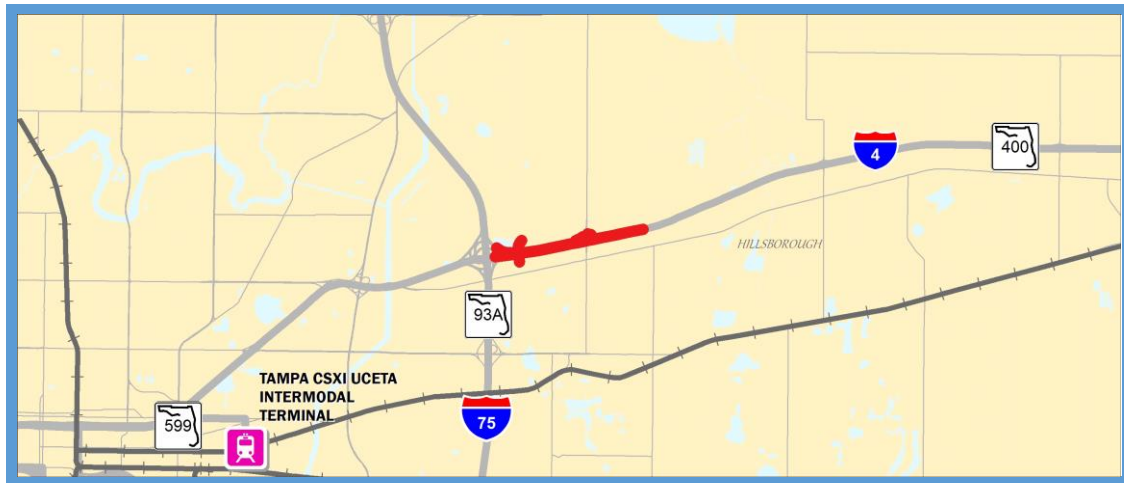 400
4
HILLSBOROUGH
93A
TAMPA CSXI UCETA
INTERMODAL
TERMINAL
599
75